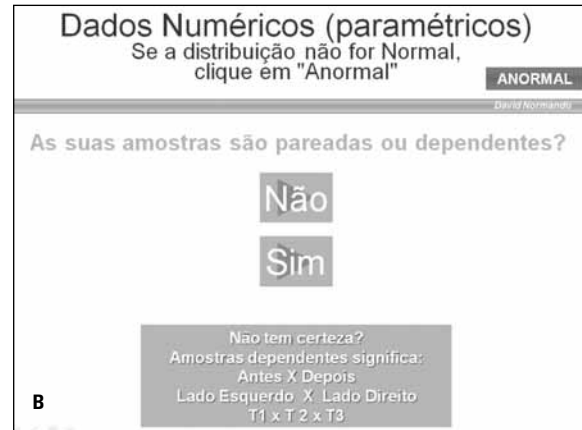 Dados Numéricos (paramétricos)
Se a distribuição não for Normal,
clique em "Anormal"
ANORMAL
David Normando
As suas amostras são pareadas ou dependentes?
Não
Sim
Não tem certeza?
Amostras dependentes significa:
Antes X Depois
Lado Esquerdo X Lado Direito
T1 x T 2 x T3
B